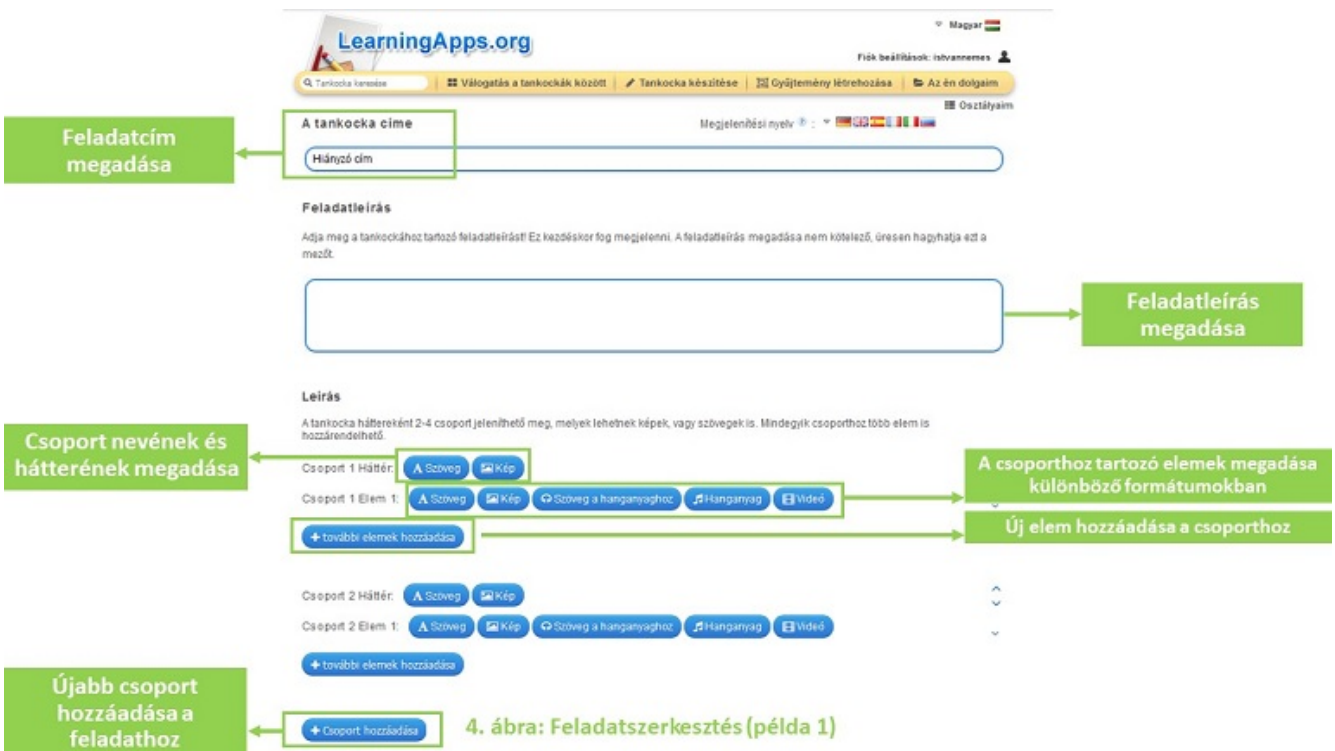 LearningApps.org
Magyar
Fiók beállítások: istvannemes
Tankocka keresése
Válogatás a tankockák között
Tankocka készítése
Gyűjtemény létrehozása
Az én dolgaim
Osztályaim
Feladatcím
megadása
A tankocka címe
Megjelenítési nyelv ? :
Hiányzó cím
Feladatleírás
Adja meg a tankockához tartozó feladatleírást! Ez kezdéskor fog megjelenni. A feladatleírás megadása nem kötelező, üresen hagyhatja ezt a
mezőt.
Feladatleírás
megadása
Leírás
A tankocka háttereként 2-4 csoport jeleníthető meg, melyek lehetnek képek, vagy szövegek is. Mindegyik csoporthoz több elem is
hozzárendelhető.
Csoport nevének és
hátterének megadása
Csoport 1 Háttér: A Szöveg Kép
A csoporthoz tartozó elemek megadása
különböző formátumokban
Csoport 1 Elem 1: A Szöveg Kép Szöveg a hanganyaghoz Hanganyag Videó
Új elem hozzáadása a csoporthoz
+ további elemek hozzáadása
Csoport 2 Háttér: A Szöveg Kép
Csoport 2 Elem 1: A Szöveg Kép Szöveg a hanganyaghoz Hanganyag Videó
+ további elemek hozzáadása
Újabb csoport
hozzáadása a
feladathoz
+ Csoport hozzáadása
4. ábra: Feladatszerkesztés (példa 1)